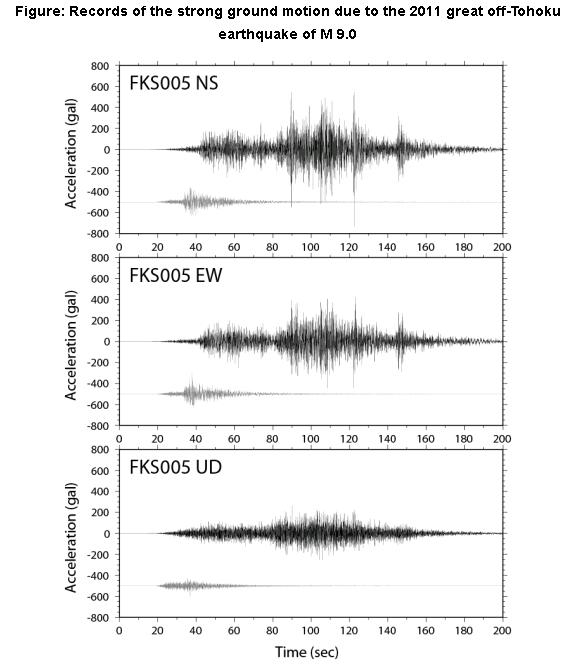 Figure: Records of the strong ground motion due to the 2011 great off-Tohoku
earthquake of M 9.0
800
600
400
200
0
-200
-400
-600
-800
Acceleration (gal)
FKS005 NS
0 20 40 60 80 100 120 140 160 180 200
800
600
400
200
0
-200
-400
-600
-800
Acceleration (gal)
FKS005 EW
0 20 40 60 80 100 120 140 160 180 200
800
600
400
200
0
-200
-400
-600
-800
Acceleration (gal)
FKS005 UD
0 20 40 60 80 100 120 140 160 180 200
Time (sec)